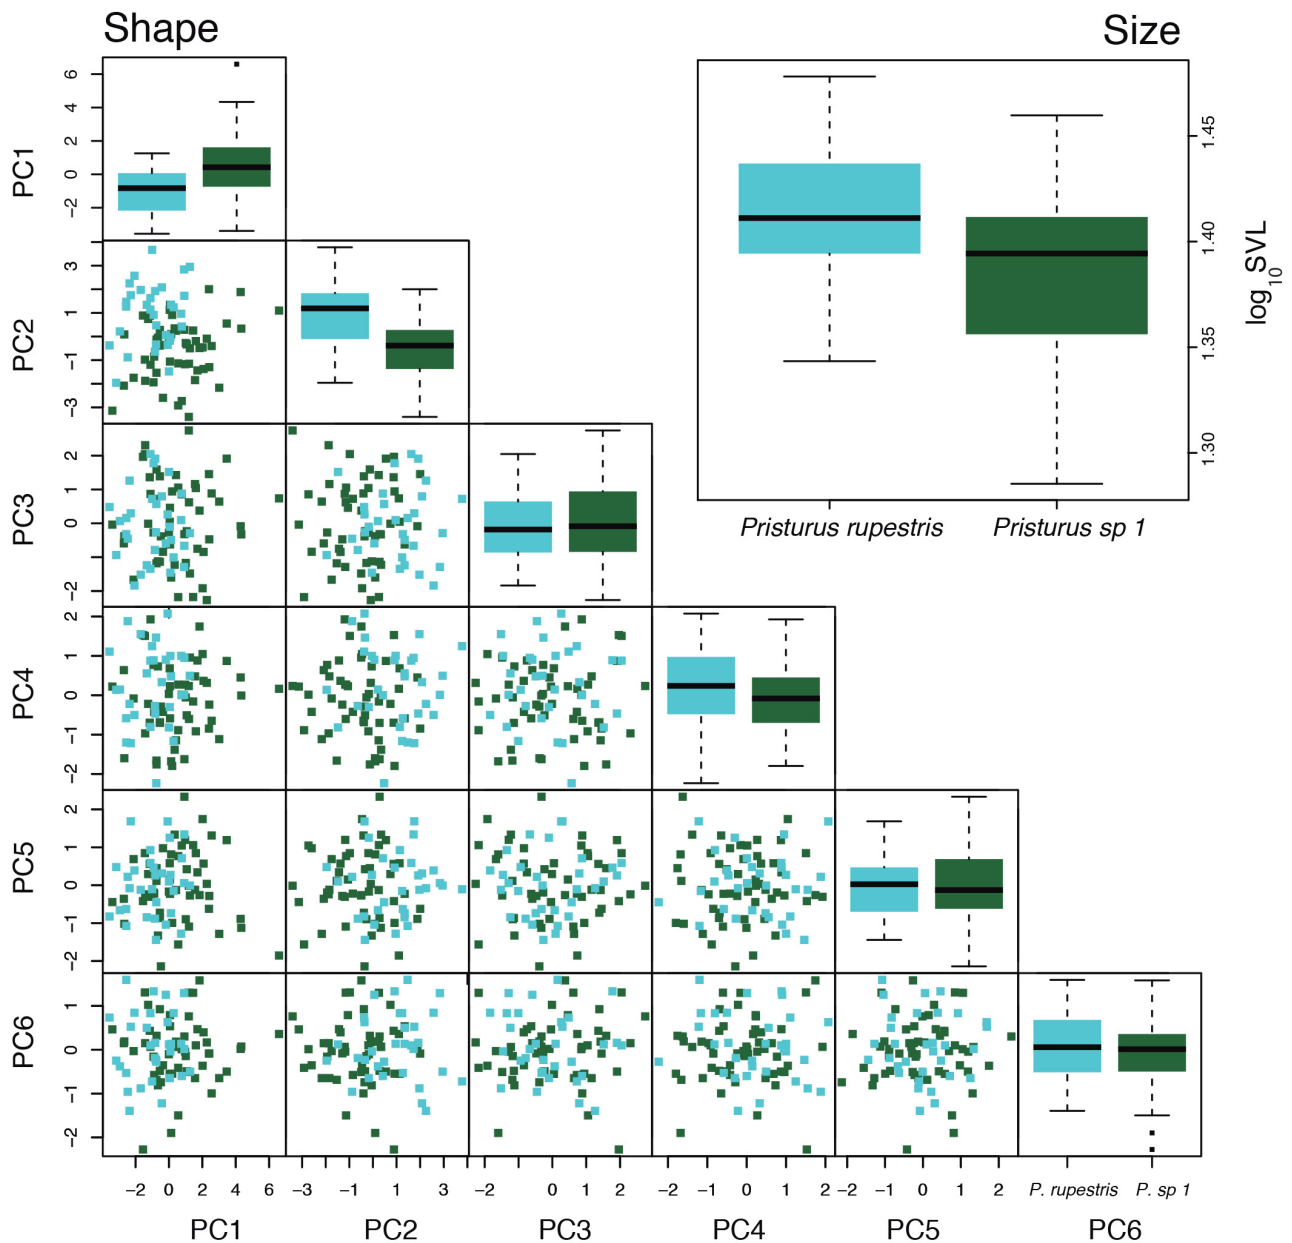 Shape
Size
PC1
6
4
2
0
−2
1.45
1.40
1.35
1.30
log10SVL
Pristurus rupestris
Pristurus sp 1
PC2
3
1
−1
−3
PC3
2
1
0
−2
PC4
2
1
0
−1
−2
PC5
2
1
0
−1
−2
PC6
1
0
−1
−2
−2 0 2 4 6 −3 −1 1 3 −2 0 1 2 −2 −1 0 1 2 −2 −1 0 1 2 P. rupestris P. sp 1
PC1 PC2 PC3 PC4 PC5 PC6